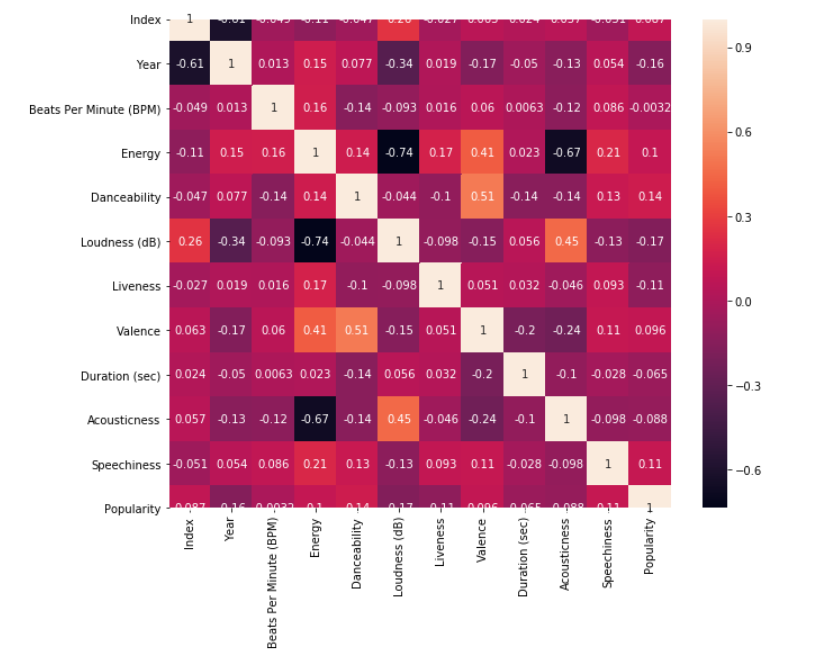 Index 1
Year -0.61 1 0.013 0.15 0.077 -0.34 0.019 -0.17 -0.05 -0.13 0.054 -0.16
Beats Per Minute (BPM) -0.049 0.013 1 0.16 -0.14 -0.093 0.016 0.06 0.0063 -0.12 0.086 -0.0032
Energy -0.11 0.15 0.16 1 0.14 -0.74 0.17 0.41 0.023 -0.67 0.21 0.1
Danceability -0.047 0.077 -0.14 0.14 1 -0.044 -0.1 0.51 -0.14 -0.14 0.13 0.14
Loudness (dB) 0.26 -0.34 -0.093 -0.74 -0.044 1 -0.098 -0.15 0.056 0.45 -0.13 -0.17
Liveness -0.027 0.019 0.016 0.17 -0.1 -0.098 1 0.051 0.032 -0.046 0.093 -0.11
Valence 0.063 -0.17 0.06 0.41 0.51 -0.15 0.051 1 -0.2 -0.24 0.11 0.096
Duration (sec) 0.024 -0.05 0.0063 0.023 -0.14 0.056 0.032 -0.2 1 -0.1 -0.028 -0.065
Acousticness 0.057 -0.13 -0.12 -0.67 -0.14 0.45 -0.046 -0.24 -0.1 1 -0.098 -0.088
Speechiness -0.051 0.054 0.086 0.21 0.13 -0.13 0.093 0.11 -0.028 -0.098 1 0.11
Popularity 1
Index
Year
Beats Per Minute (BPM)
Energy
Danceability
Loudness (dB)
Liveness
Valence
Duration (sec)
Acousticness
Speechiness
Popularity
0.9
0.6
0.3
0.0
−0.3
−0.6